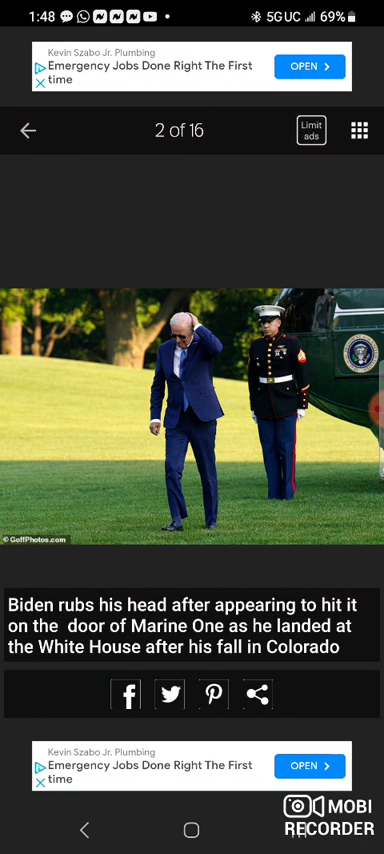 1:48 5G UC 69%
Kevin Szabo Jr. Plumbing
Emergency Jobs Done Right The First
time
OPEN
2 of 16
Limit
ads
© GoffPhotos.com
Biden rubs his head after appearing to hit it
on the door of Marine One as he landed at
the White House after his fall in Colorado
Kevin Szabo Jr. Plumbing
Emergency Jobs Done Right The First
time
OPEN
MOBI
RECORDER